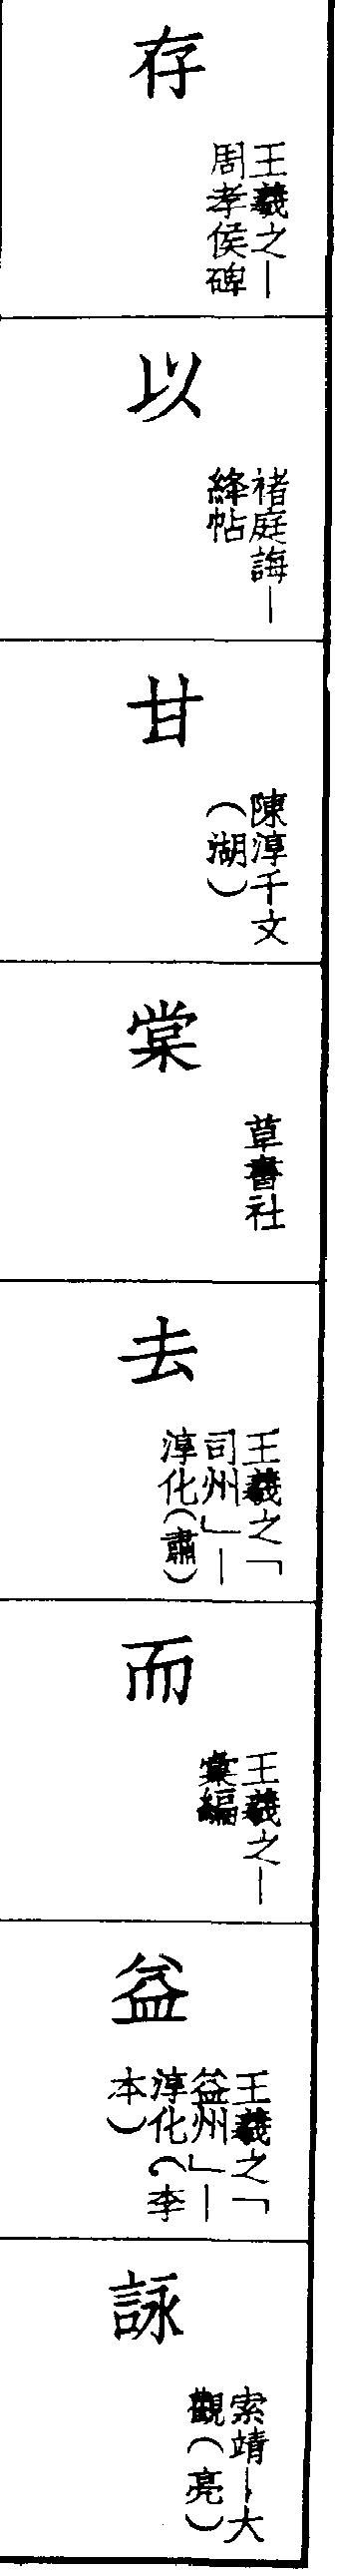 存
王羲之—
周孝侯碑
以
褚庭誨—
絳帖
甘
陳淳千文
（湖）
棠
草書社
去
王羲之「
司州」—
淳化（肅）
而
王羲之—
彙編
益
王羲之「
益州」—
淳化（李
本）
詠
索靖—大
觀（亮）